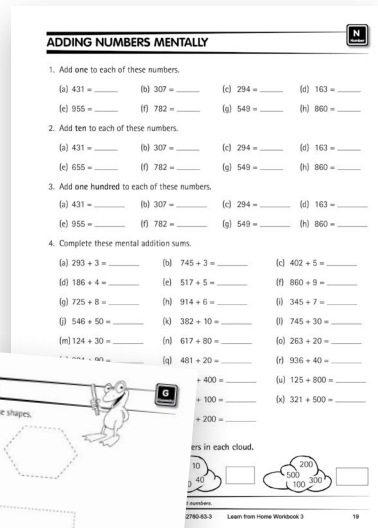 N
Number
ADDING NUMBERS MENTALLY
1. Add one to each of these numbers.
(a) 431 = ______ (b) 307 = ______ (c) 294 = ______ (d) 163 = ______
(e) 955 = ______ (f) 782 = ______ (g) 549 = ______ (h) 860 = ______
2. Add ten to each of these numbers.
(a) 431 = ______ (b) 307 = ______ (c) 294 = ______ (d) 163 = ______
(e) 655 = ______ (f) 782 = ______ (g) 549 = ______ (h) 860 = ______
3. Add one hundred to each of these numbers.
(a) 431 = ______ (b) 307 = ______ (c) 294 = ______ (d) 163 = ______
(e) 955 = ______ (f) 782 = ______ (g) 549 = ______ (h) 860 = ______
4. Complete these mental addition sums.
(a) 293 + 3 = ______ (b) 745 + 3 = ______ (c) 402 + 5 = ______
(d) 186 + 4 = ______ (e) 517 + 5 = ______ (f) 860 + 9 = ______
(g) 725 + 8 = ______ (h) 914 + 6 = ______ (i) 345 + 7 = ______
(j) 546 + 50 = ______ (k) 382 + 10 = ______ (l) 745 + 30 = ______
(m) 124 + 30 = ______ (n) 617 + 80 = ______ (o) 263 + 20 = ______
(q) 481 + 20 = ______ (r) 936 + 40 = ______
+ 400 = ______ (u) 125 + 800 = ______
+ 100 = ______ (x) 321 + 500 = ______
+ 200 = ______
G
shapes.
in each cloud.
10
40
200
500
300
100
numbers.
Learn from Home Workbook 3 19